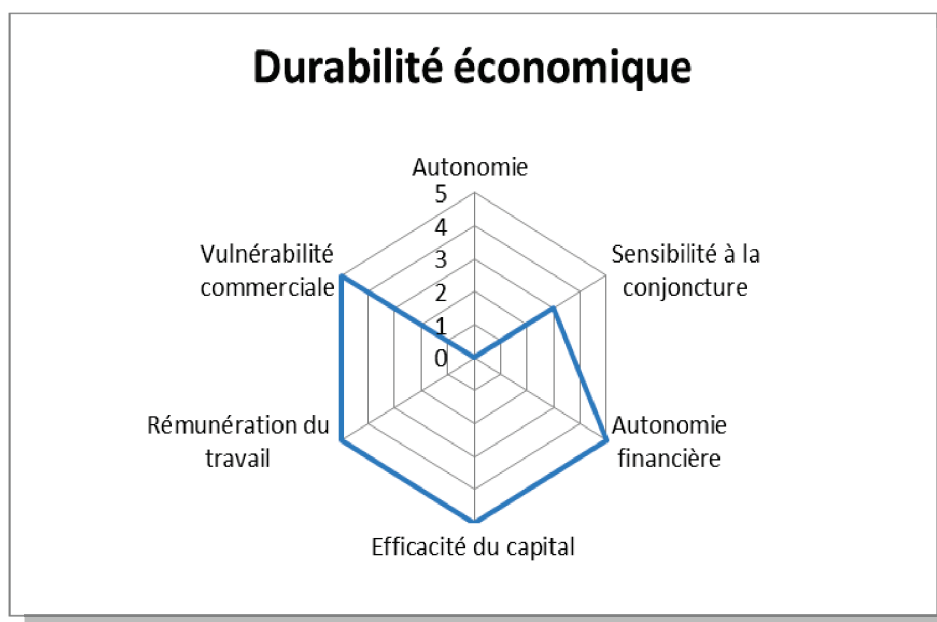 Durabilité économique
Autonomie
5
4
3
2
1
0
Sensibilité à la
conjoncture
Autonomie
financière
Efficacité du capital
Rémunération du
travail
Vulnérabilité
commerciale